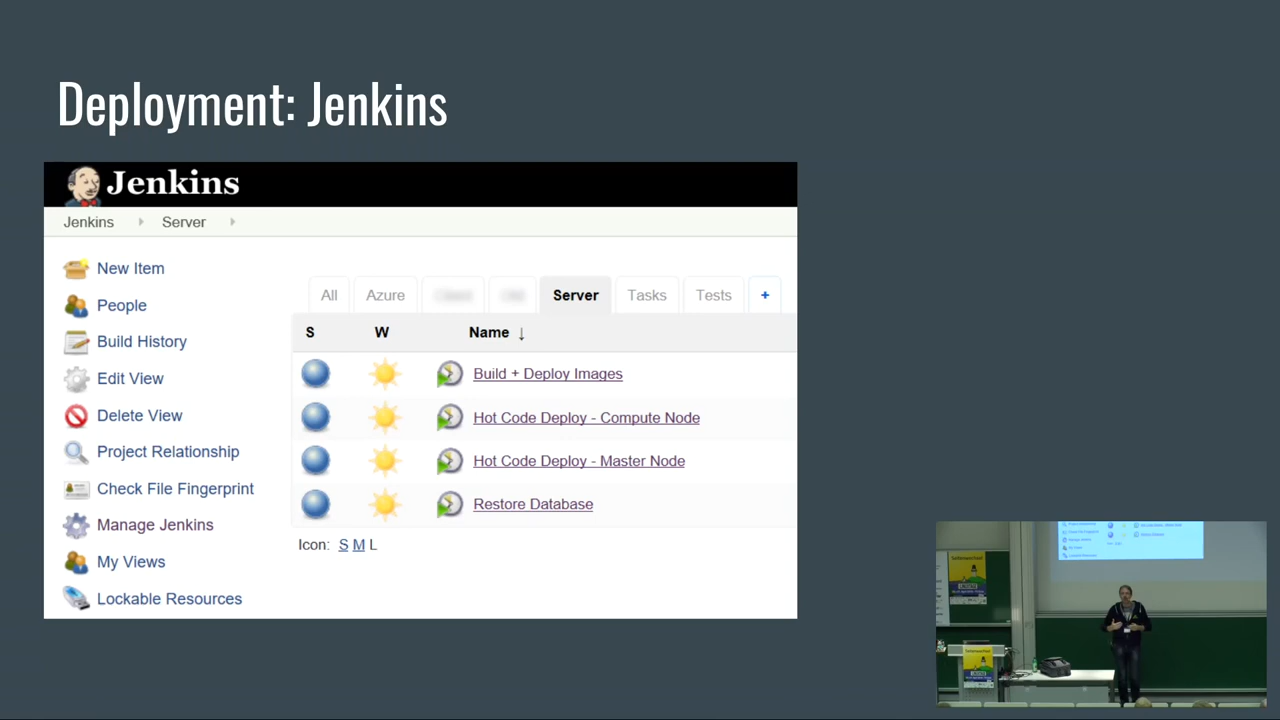 Deployment: Jenkins
Jenkins
Jenkins Server
New Item
People
Build History
Edit View
Delete View
Project Relationship
Check File Fingerprint
Manage Jenkins
My Views
Lockable Resources
All Azure Server Tasks Tests +
S W Name ↓
Build + Deploy Images
Hot Code Deploy - Compute Node
Hot Code Deploy - Master Node
Restore Database
Icon: S M L